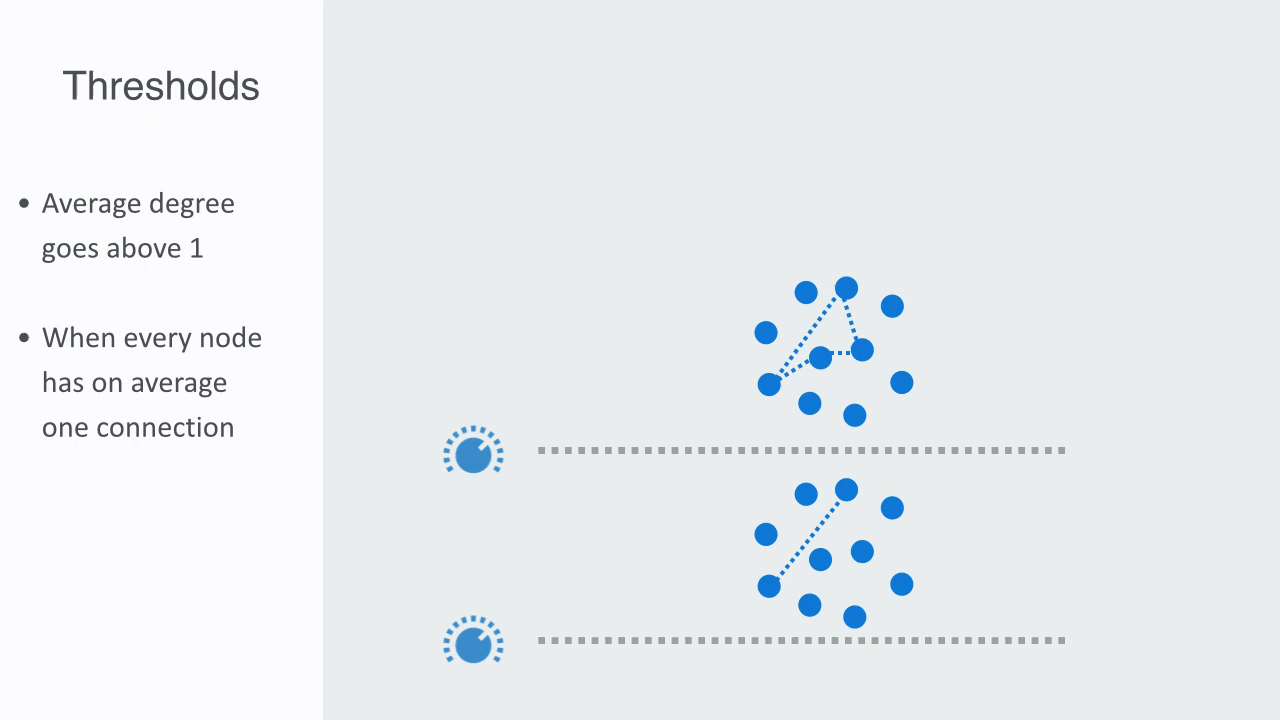 Thresholds
• Average degree
goes above 1
• When every node
has on average
one connection